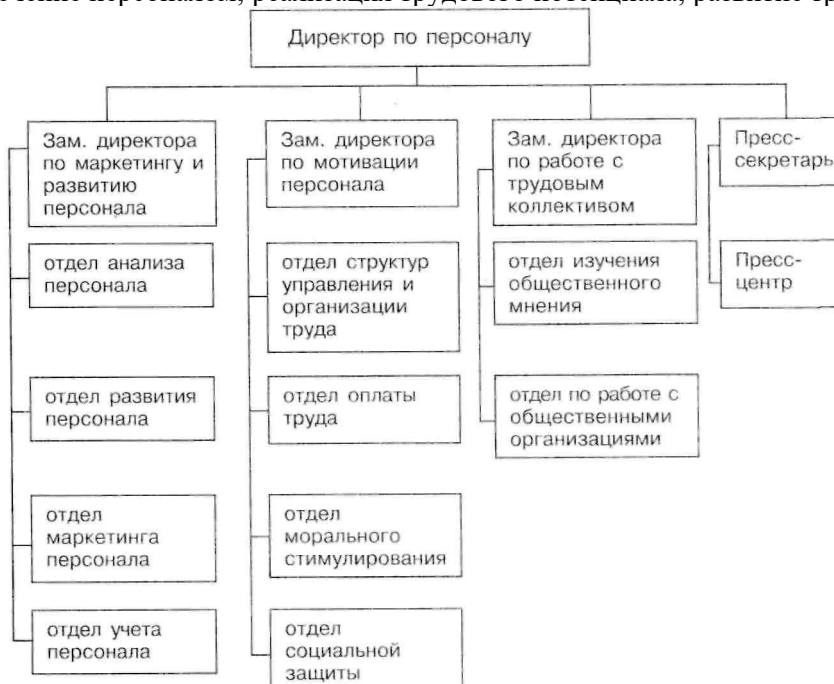 персоналом,
Директор по персоналу
Зам. директора
по маркетингу и
развитию
персонала
отдел анализа
персонала
отдел развития
персонала
отдел
маркетинга
персонала
отдел учета
персонала
Зам. директора
по мотивации
персонала
отдел структур
управления и
организации
труда
отдел оплаты
труда
отдел
морального
стимулирования
отдел
социальной
защиты
Зам. директора
по работе с
трудовым
коллективом
отдел изучения
общественного
мнения
отдел по работе с
общественными
организациями
Пресс-
секретарь
Пресс-
центр